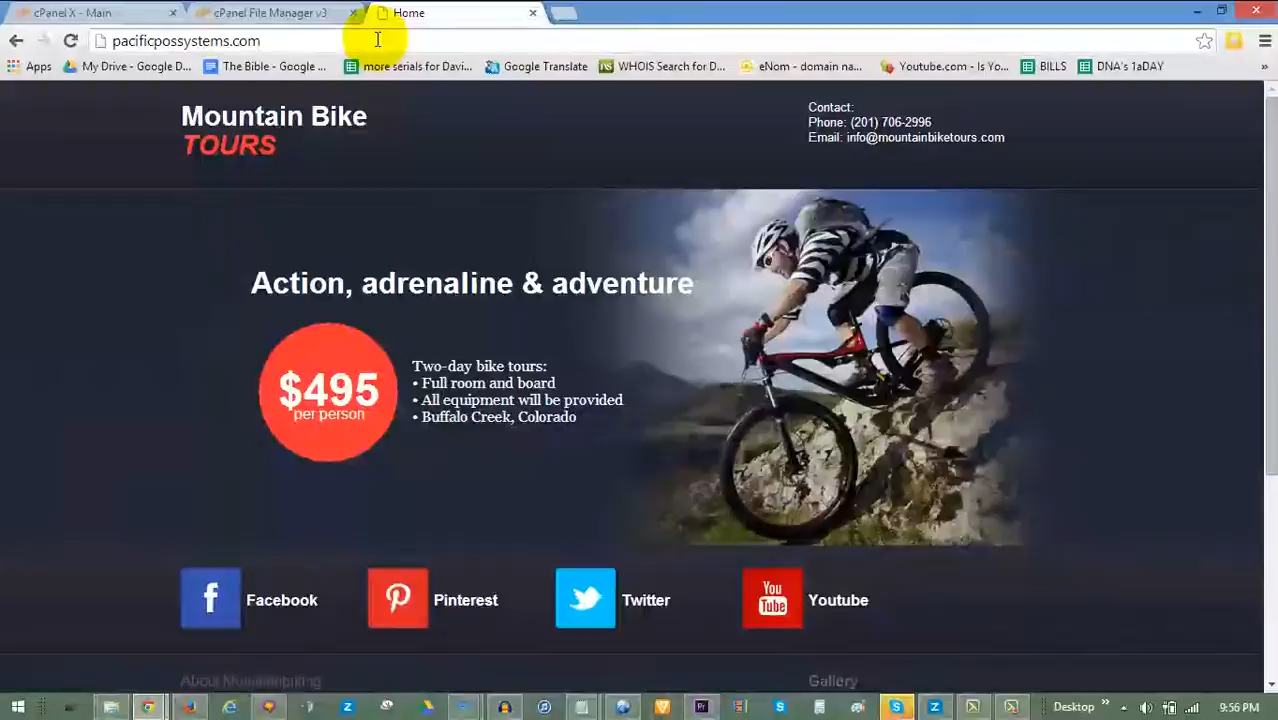 cPanel X - Main
cPanel File Manager v3
Home
pacificpossystems.com
Apps
My Drive - Google D...
The Bible - Google ...
more serials for Davi...
Google Translate
WHOIS Search for D...
eNom - domain na...
Youtube.com - Is Yo...
BILLS
DNA's 1aDAY
»
Mountain Bike
TOURS
Contact:
Phone: (201) 706-2996
Email: info@mountainbiketours.com
Action, adrenaline & adventure
$495
per person
Two-day bike tours:
• Full room and board
• All equipment will be provided
• Buffalo Creek, Colorado
Facebook
Pinterest
Twitter
You
Tube
Youtube
About Mountainbiking
Gallery
Desktop
9:56 PM